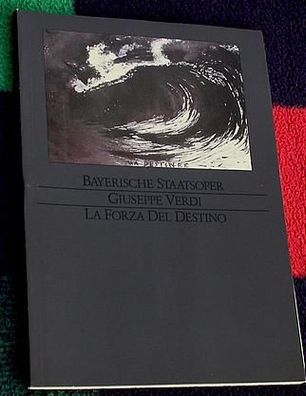 BAYERISCHE STAATSOPER
GIUSEPPE VERDI
LA FORZA DEL DESTINO